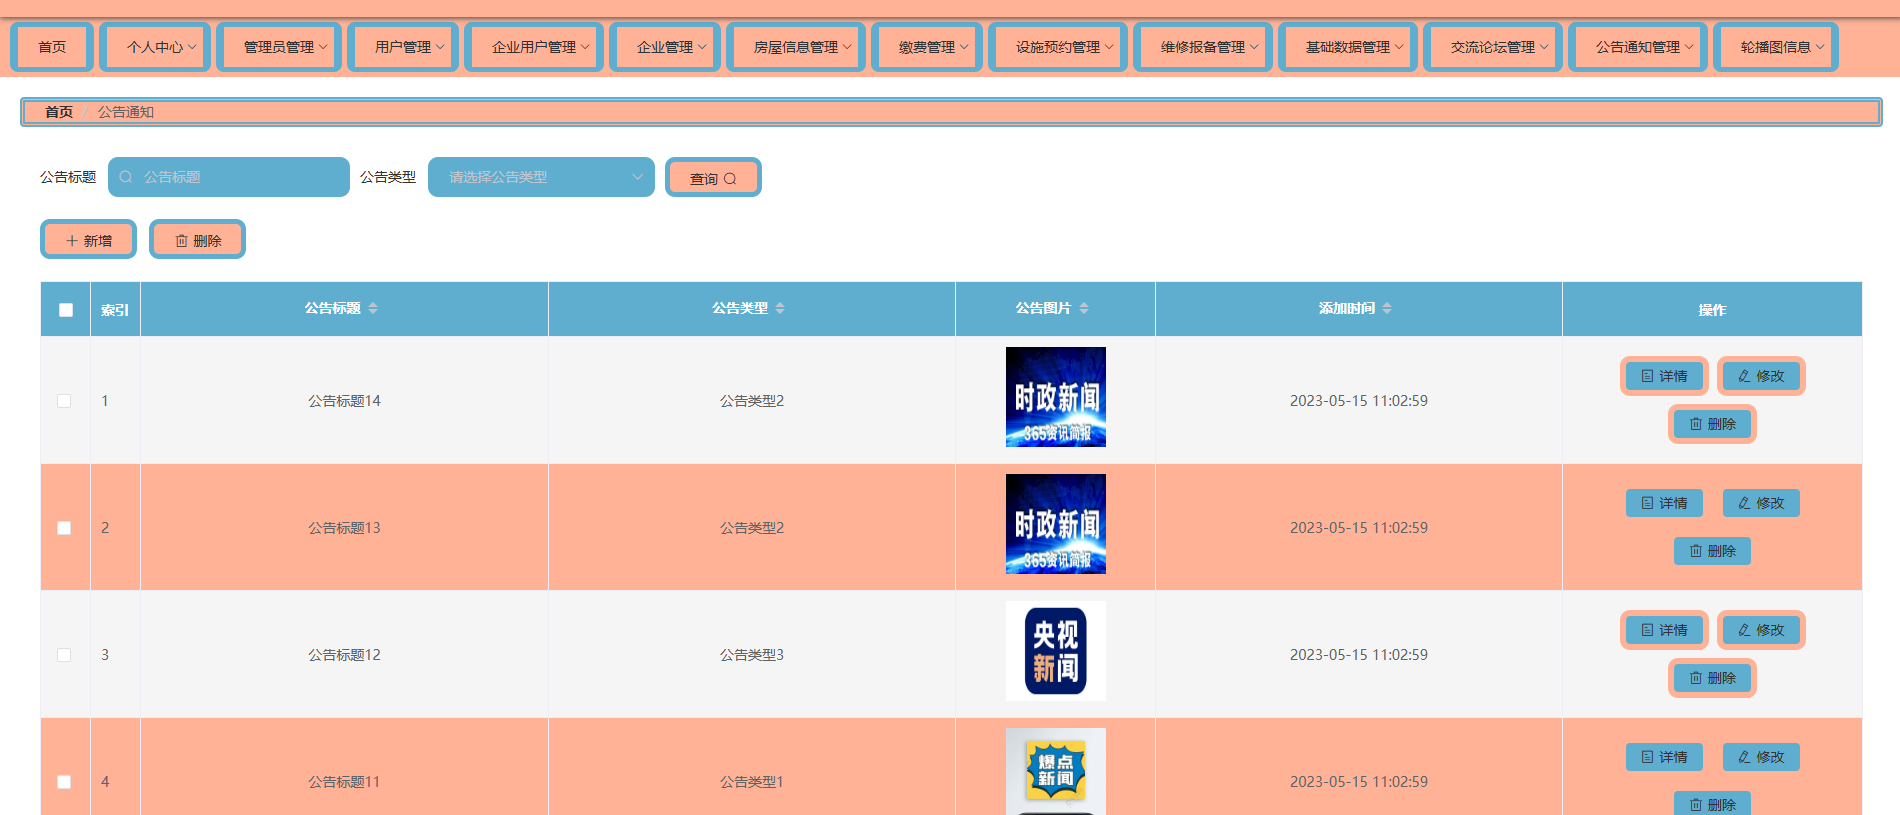 首页 个人中心 管理员管理 用户管理 企业用户管理 企业管理 房屋信息管理 缴费管理 设施预约管理 维修报备管理 基础数据管理 交流论坛管理 公告通知管理 轮播图信息
首页 / 公告通知
公告标题 公告标题 公告类型 请选择公告类型 查询
新增 删除
索引 公告标题 公告类型 公告图片 添加时间 操作
1 公告标题14 公告类型2 2023-05-15 11:02:59
时政新闻
365资讯简报
详情 修改
删除
2 公告标题13 公告类型2 2023-05-15 11:02:59
时政新闻
365资讯简报
详情 修改
删除
3 公告标题12 公告类型3 2023-05-15 11:02:59
央视
新闻
详情 修改
删除
4 公告标题11 公告类型1 2023-05-15 11:02:59
爆点
新闻
详情 修改
删除